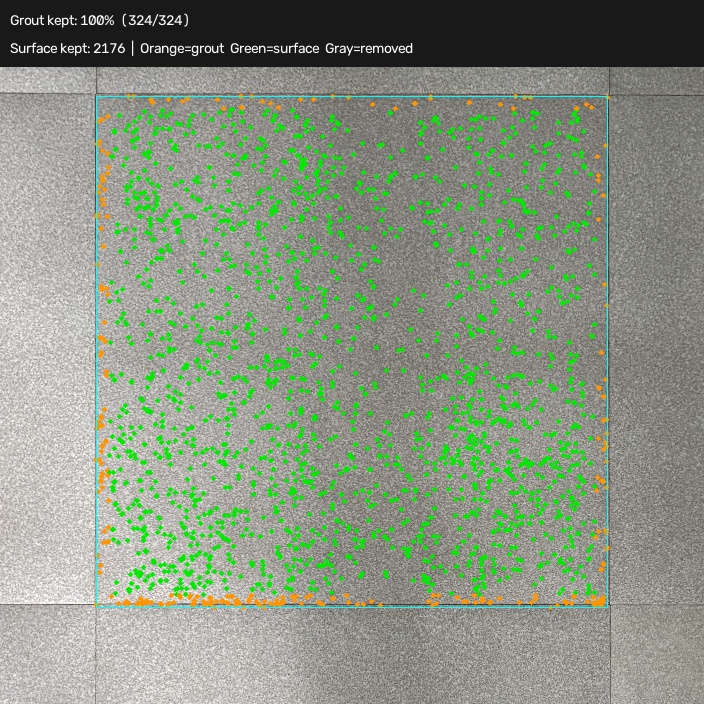 Grout kept: 100% (324/324)
Surface kept: 2176 | Orange=grout Green=surface Gray=removed